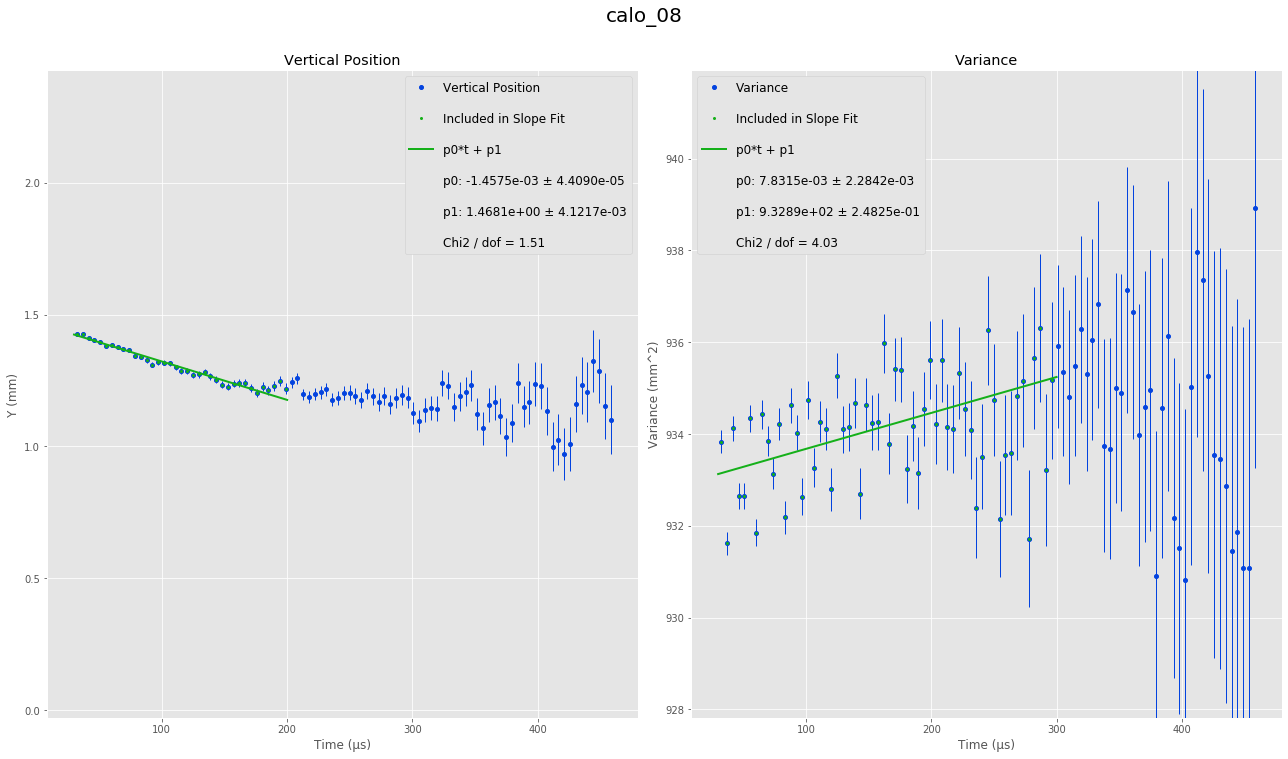 calo_08
Vertical Position
Vertical Position
Included in Slope Fit
p0*t + p1
p0: -1.4575e-03 ± 4.4090e-05
p1: 1.4681e+00 ± 4.1217e-03
Chi2 / dof = 1.51
2.0
1.5
1.0
0.5
0.0
Y (mm)
100
200
300
400
Time (μs)
Variance
Variance
Included in Slope Fit
p0*t + p1
p0: 7.8315e-03 ± 2.2842e-03
p1: 9.3289e+02 ± 2.4825e-01
Chi2 / dof = 4.03
940
938
936
934
932
930
928
Variance (mm^2)
100
200
300
400
Time (μs)